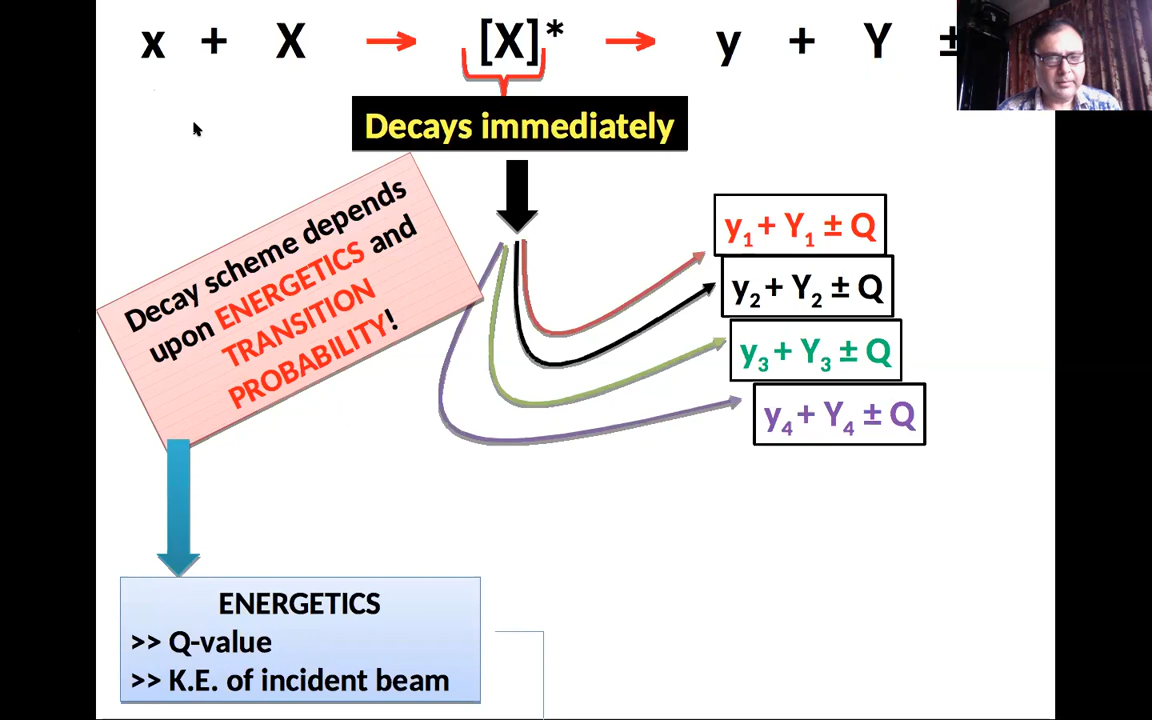 x + X → [X]* → y + Y ±
Decays immediately
Decay scheme depends
upon ENERGETICS and
TRANSITION
PROBABILITY!
y₁ + Y₁ ± Q
y₂ + Y₂ ± Q
y₃ + Y₃ ± Q
y₄ + Y₄ ± Q
ENERGETICS
>> Q-value
>> K.E. of incident beam